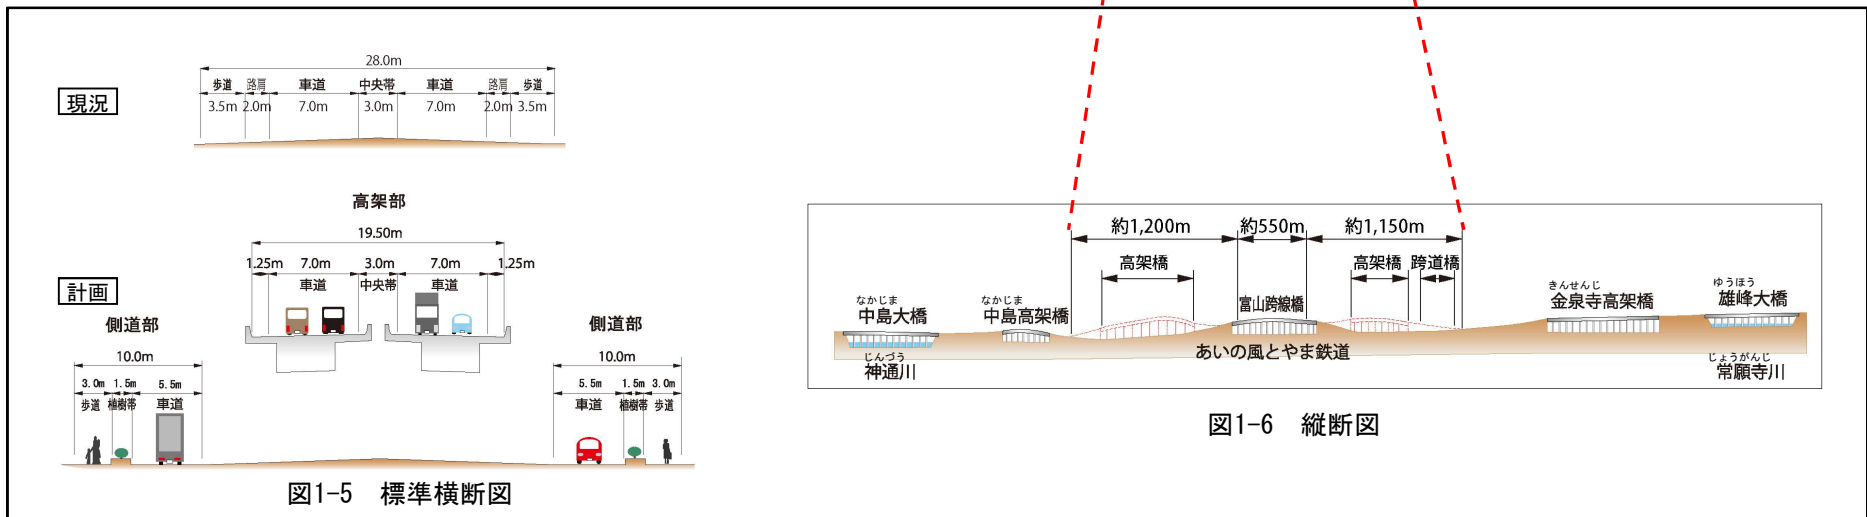 現況
28.0m
歩道 路肩 車道 中央帯 車道 路肩 歩道
3.5m 2.0m 7.0m 3.0m 7.0m 2.0m 3.5m
計画
高架部
19.50m
1.25m 7.0m 3.0m 7.0m 1.25m
車道 中央帯 車道
側道部
10.0m
3.0m 1.5m 5.5m
歩道 植樹帯 車道
側道部
10.0m
5.5m 1.5m 3.0m
車道 植樹帯 歩道
図1-5 標準横断図
約1,200m 約550m 約1,150m
高架橋 高架橋 跨道橋
なかじま
中島大橋
なかじま
中島高架橋
富山跨線橋
きんせんじ
金泉寺高架橋
ゆうほう
雄峰大橋
あいの風とやま鉄道
じんづう
神通川
じょうがんじ
常願寺川
図1-6 縦断図